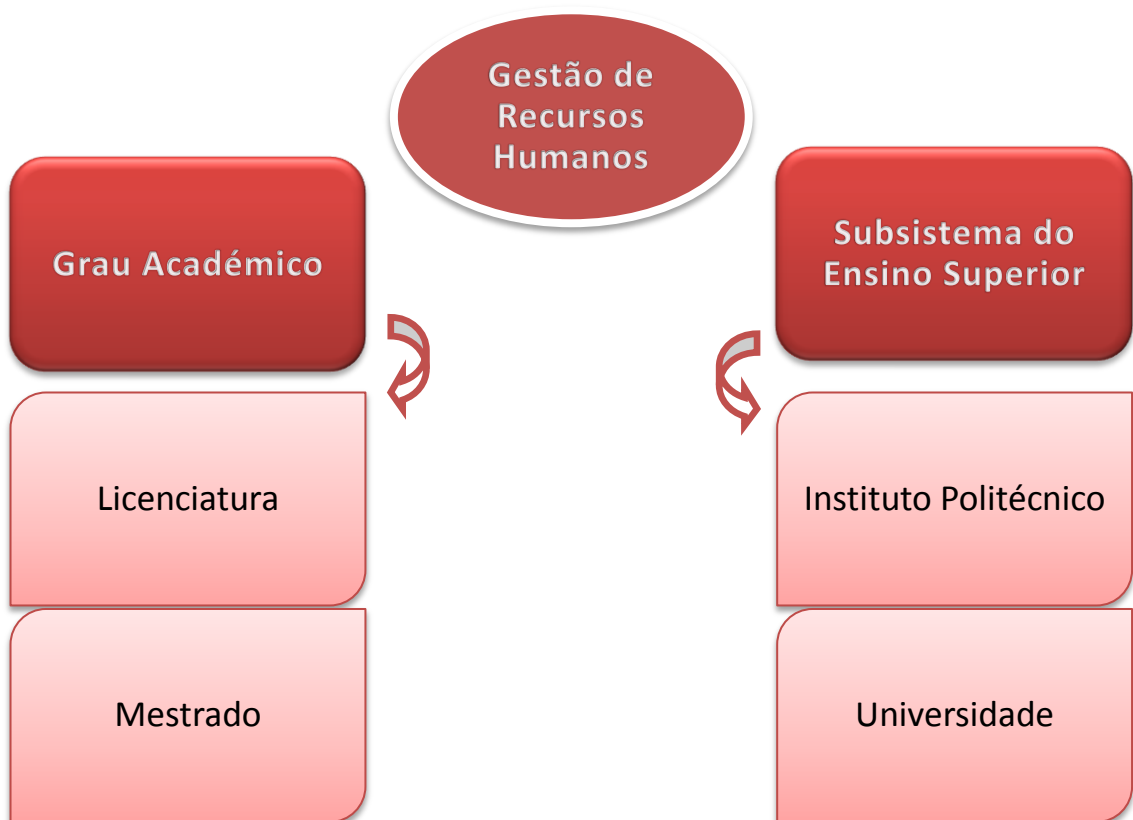 Gestão de
Recursos
Humanos
Grau Académico
Licenciatura
Mestrado
Subsistema do
Ensino Superior
Instituto Politécnico
Universidade